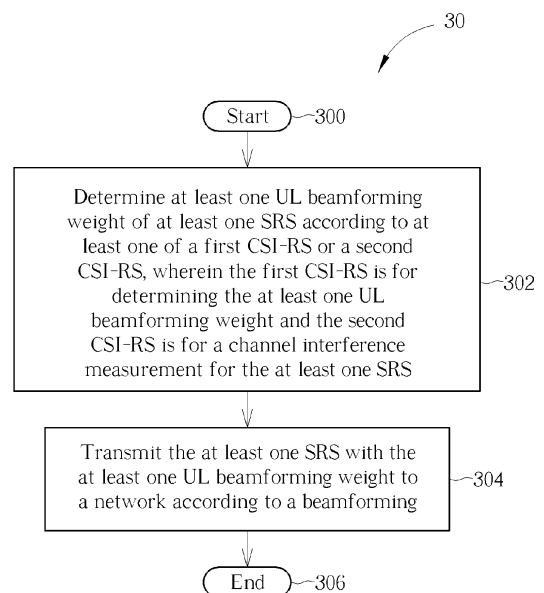 30
Start
300
Determine at least one UL beamforming
weight of at least one SRS according to at
least one of a first CSI-RS or a second
CSI-RS, wherein the first CSI-RS is for
determining the at least one UL
beamforming weight and the second
CSI-RS is for a channel interference
measurement for the at least one SRS
302
Transmit the at least one SRS with the
at least one UL beamforming weight to
a network according to a beamforming
304
End
306